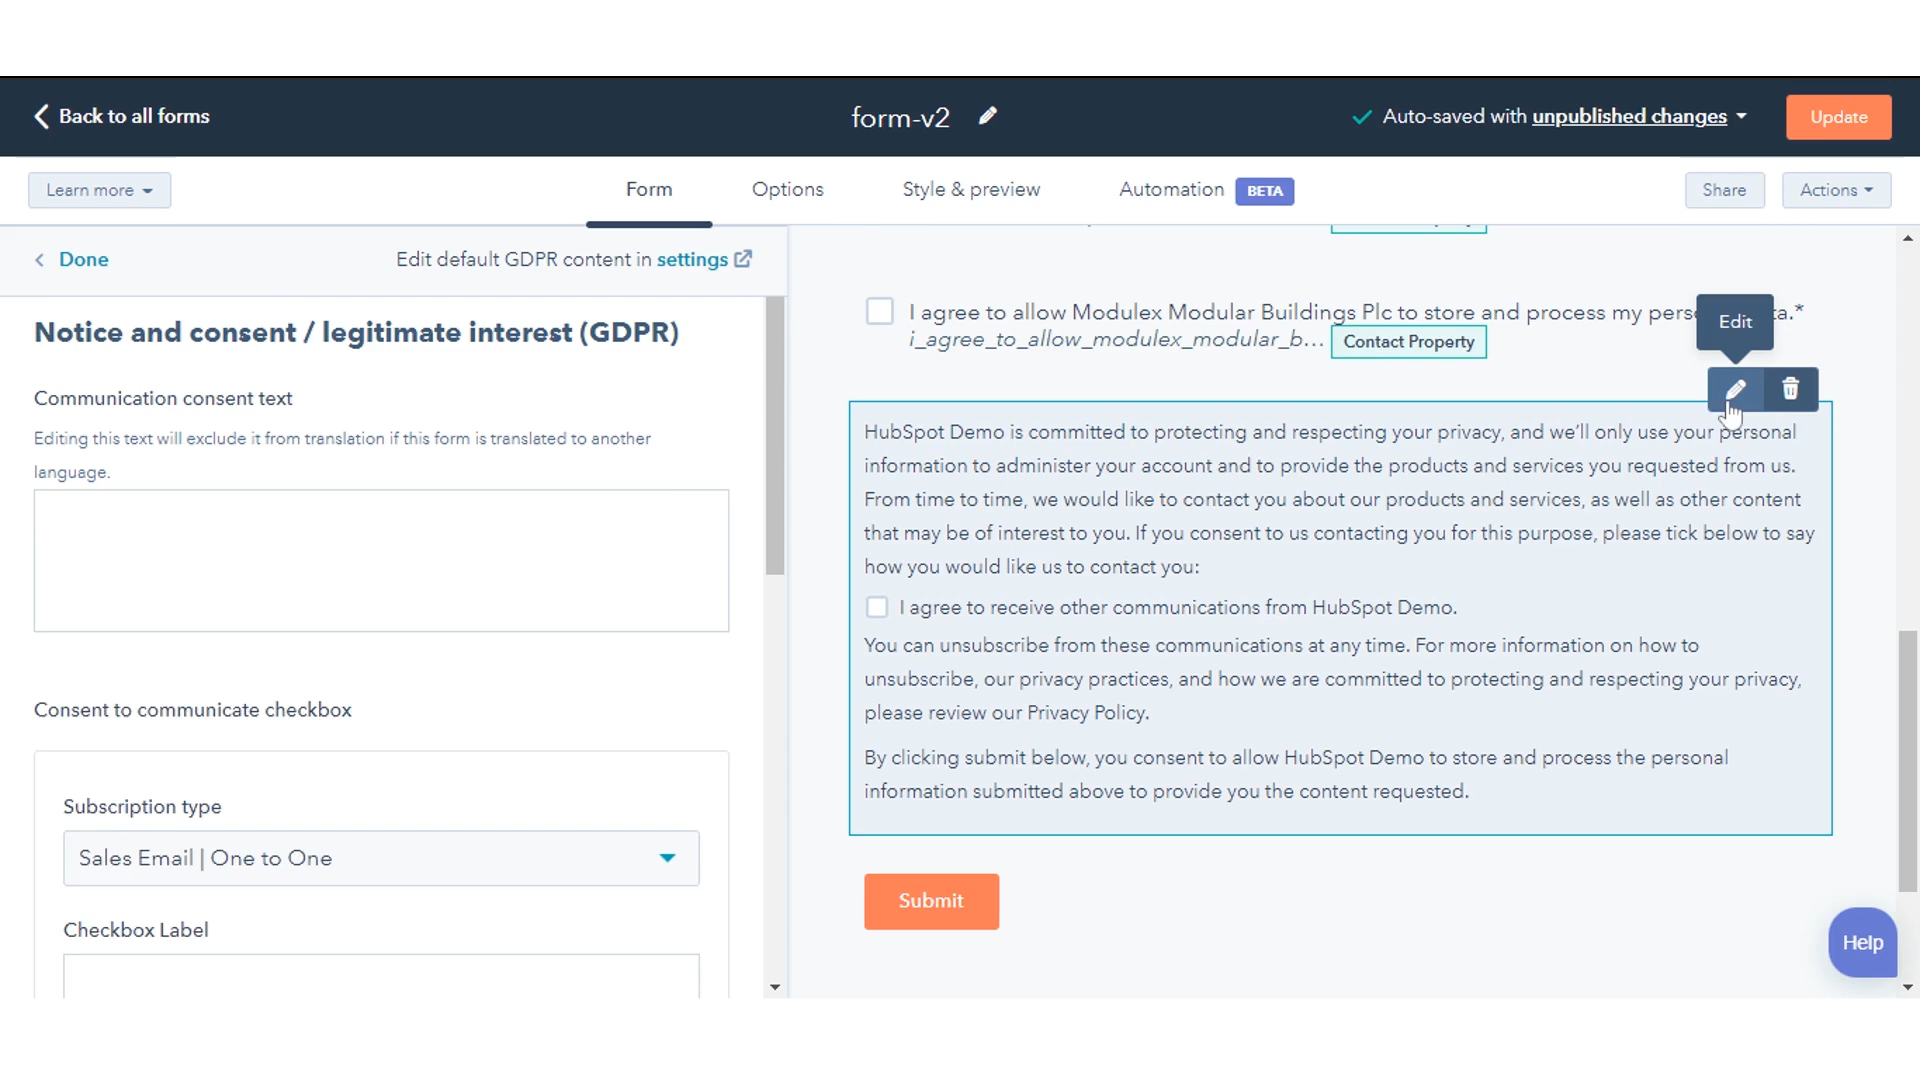 Back to all forms
form-v2
Auto-saved with unpublished changes
Update
Learn more
Form
Options
Style & preview
Automation BETA
Share
Actions
Done
Edit default GDPR content in settings
Notice and consent / legitimate interest (GDPR)
Communication consent text
Editing this text will exclude it from translation if this form is translated to another
language.
Consent to communicate checkbox
Subscription type
Sales Email | One to One
Checkbox Label
I agree to allow Modulex Modular Buildings Plc to store and process my
Edit
i_agree_to_allow_modulex_modular_b...
Contact Property
HubSpot Demo is committed to protecting and respecting your privacy, and we'll only use your personal
information to administer your account and to provide the products and services you requested from us.
From time to time, we would like to contact you about our products and services, as well as other content
that may be of interest to you. If you consent to us contacting you for this purpose, please tick below to say
how you would like us to contact you:
I agree to receive other communications from HubSpot Demo.
You can unsubscribe from these communications at any time. For more information on how to
unsubscribe, our privacy practices, and how we are committed to protecting and respecting your privacy,
please review our Privacy Policy.
By clicking submit below, you consent to allow HubSpot Demo to store and process the personal
information submitted above to provide you the content requested.
Submit
Help